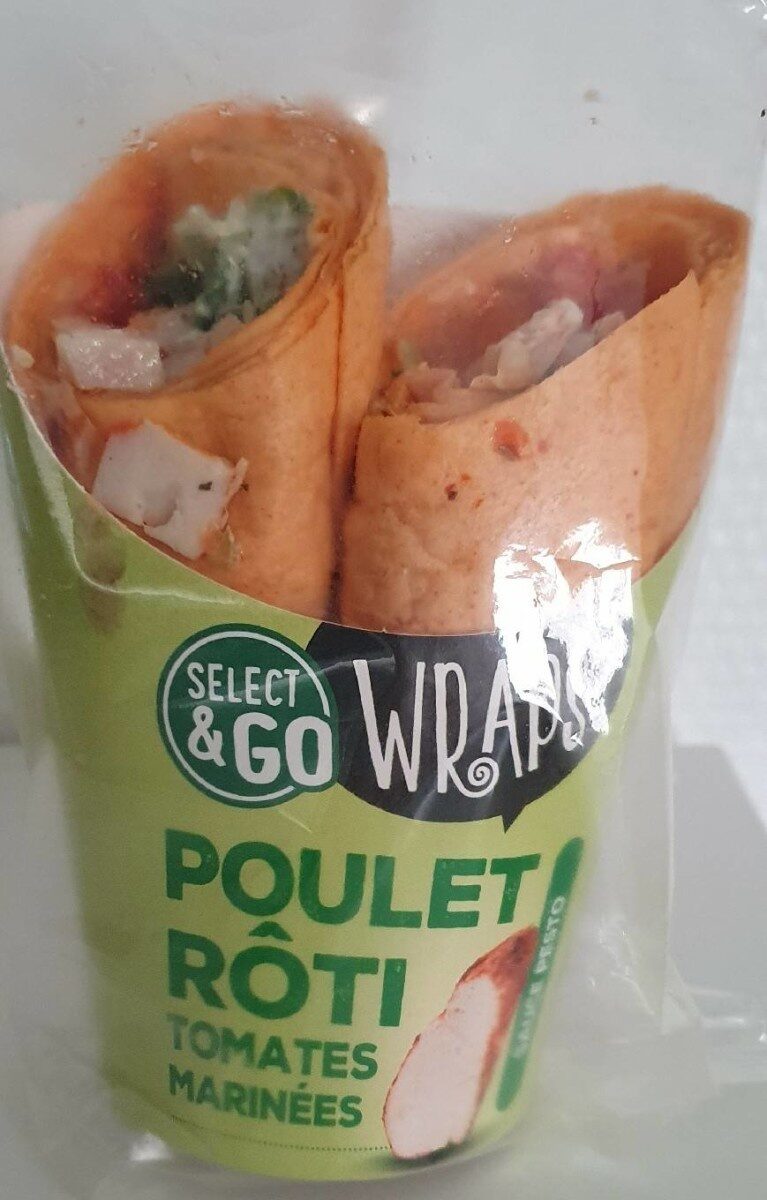 SELECT
&GO
WRAPS
POULET
RÔTI
TOMATES
MARINÉES
SAUCE PESTO